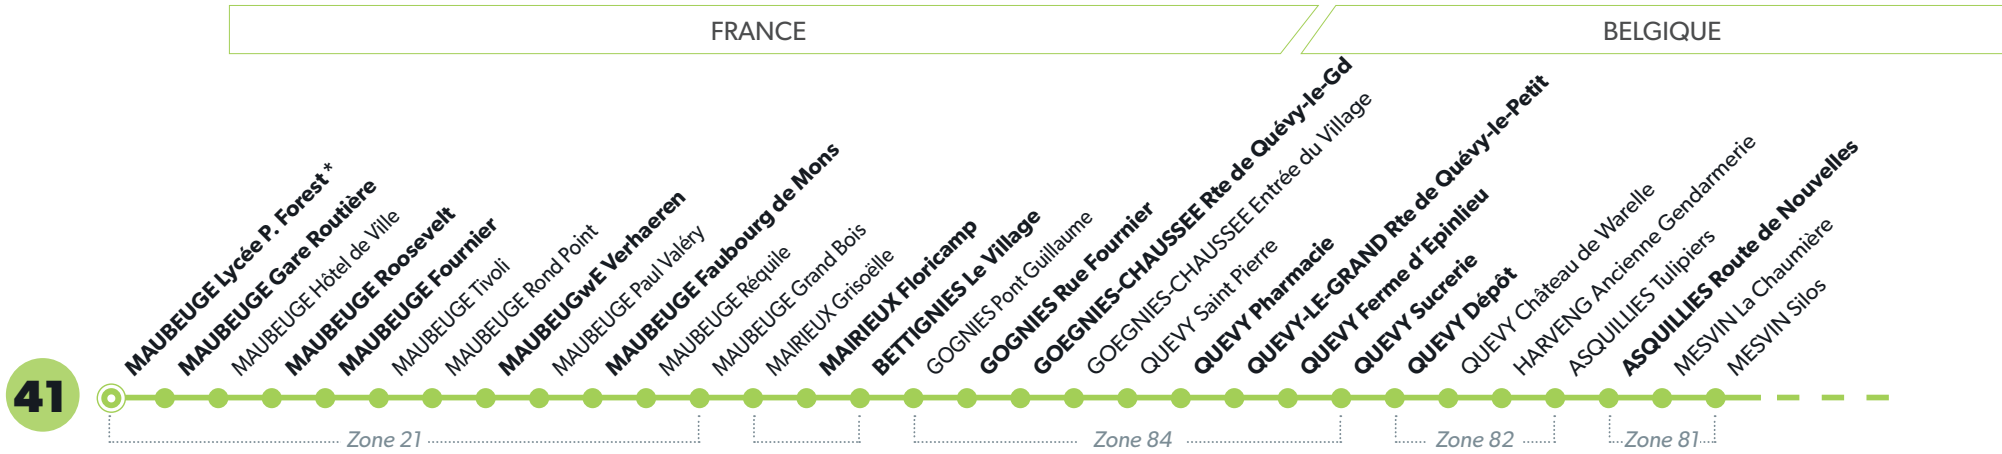 FRANCE
BELGIQUE
MAUBEUGE Lycée P. Forest*
MAUBEUGE Gare Routière
MAUBEUGE Hôtel de Ville
MAUBEUGE Roosevelt
MAUBEUGE Fournier
MAUBEUGE Tivoli
MAUBEUGE Rond Point
MAUBEUGwE Verhaeren
MAUBEUGE Paul Valéry
MAUBEUGE Faubourg de Mons
MAUBEUGE Réquile
MAUBEUGE Grand Bois
MAIRIEUX Grisoëlle
MAIRIEUX Floricamp
BETTIGNIES Le Village
GOGNIES Pont Guillaume
GOGNIES Rue Fournier
GOEGNIES-CHAUSSEE Rte de Quévy-le-Gd
GOEGNIES-CHAUSSEE Entrée du Village
QUEVY Saint Pierre
QUEVY Pharmacie
QUEVY-LE-GRAND Rte de Quévy-le-Petit
QUEVY Ferme d'Epinlieu
QUEVY Sucrerie
QUEVY Dépôt
QUEVY Château de Warelle
HARVENG Ancienne Gendarmerie
ASQUILLIES Tulipiers
ASQUILLIES Route de Nouvelles
MESVIN La Chaumière
MESVIN Silos
41
Zone 21
Zone 84
Zone 82
Zone 81